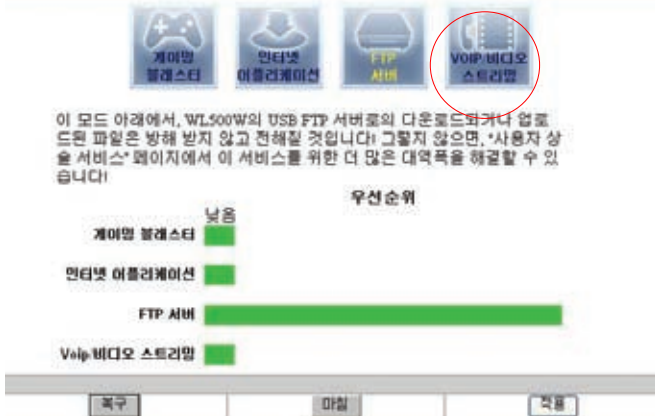 게이밍 블래스터
인터넷 어플리케이션
FTP 서버
VOIP/비디오 스트리밍
이 모드 아래에서, WL500W의 USB FTP 서버로의 다운로드되거나 업로
드된 파일은 방해 받지 않고 전해질 것입니다! 그렇지 않으면, "사용자 상
술 서비스" 페이지에서 이 서비스를 위한 더 많은 대역폭을 해결할 수 있
습니다!
우선순위
낮음
게이밍 블래스터
인터넷 어플리케이션
FTP 서버
Voip/비디오 스트리밍
복구
마침
적용